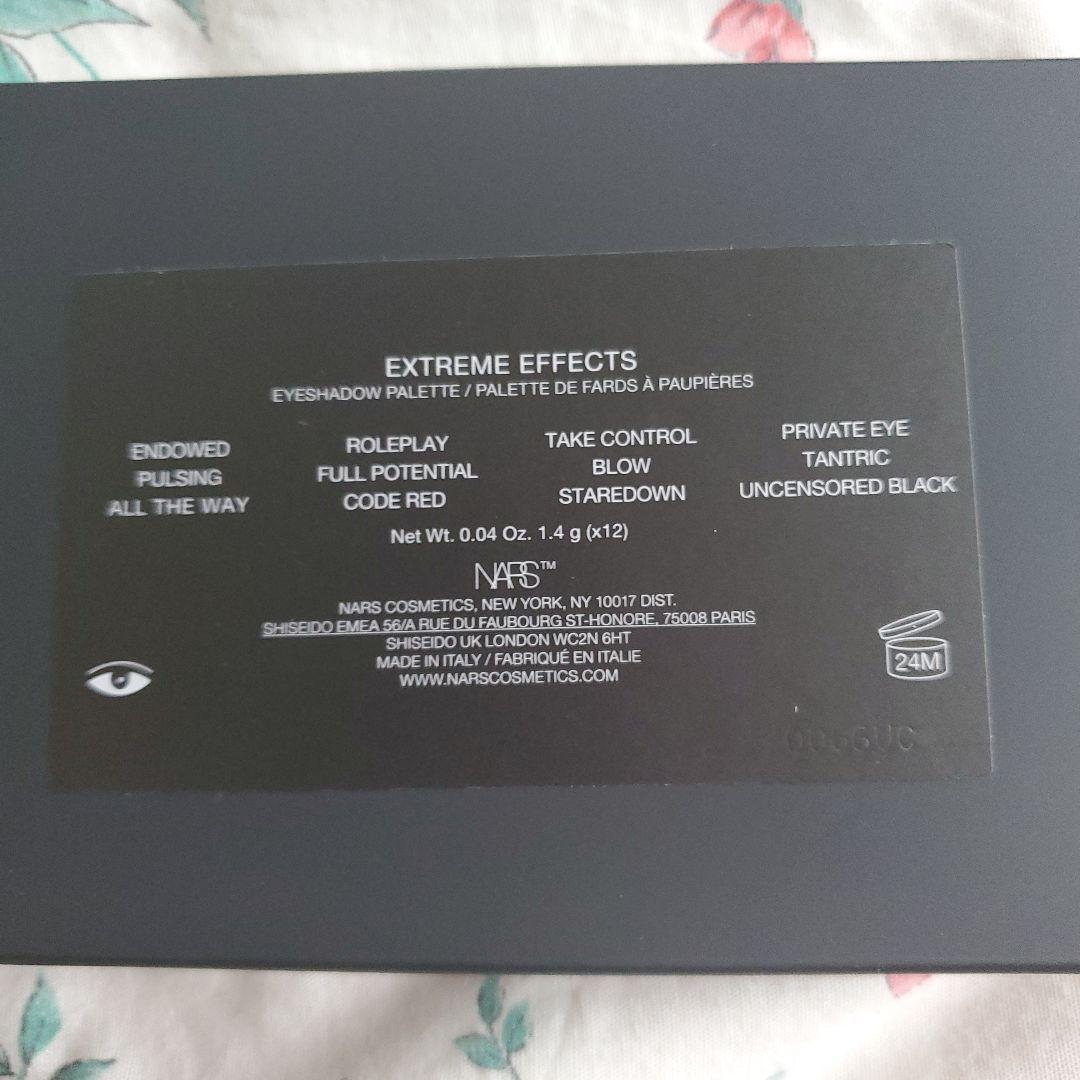 EXTREME EFFECTS
EYESHADOW PALETTE / PALETTE DE FARDS À PAUPIÈRES
ENDOWED ROLEPLAY TAKE CONTROL PRIVATE EYE
PULSING FULL POTENTIAL BLOW TANTRIC
ALL THE WAY CODE RED STAREDOWN UNCENSORED BLACK
Net Wt. 0.04 Oz. 1.4 g (x12)
NARS™
NARS COSMETICS, NEW YORK, NY 10017 DIST.
SHISEIDO EMEA 56/A RUE DU FAUBOURG ST-HONORE, 75008 PARIS
SHISEIDO UK LONDON WC2N 6HT
MADE IN ITALY / FABRIQUÉ EN ITALIE
WWW.NARSCOSMETICS.COM
24M